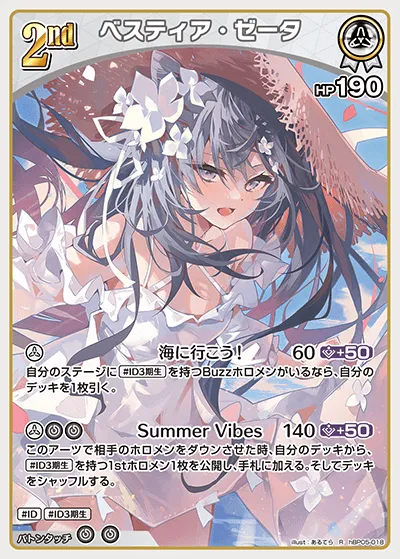 2nd
ベスティア・ゼータ
HP190
海に行こう! 60 +50
自分のステージに #ID3期生 を持つBuzzホロメンがいるなら、自分の
デッキを1枚引く。
Summer Vibes 140 +50
このアーツで相手のホロメンをダウンさせた時、自分のデッキから、
#ID3期生 を持つ1stホロメン1枚を公開し、手札に加える。そしてデッキ
をシャッフルする。
#ID #ID3期生
バトンタッチ
illust:あるてら R hBP05-018